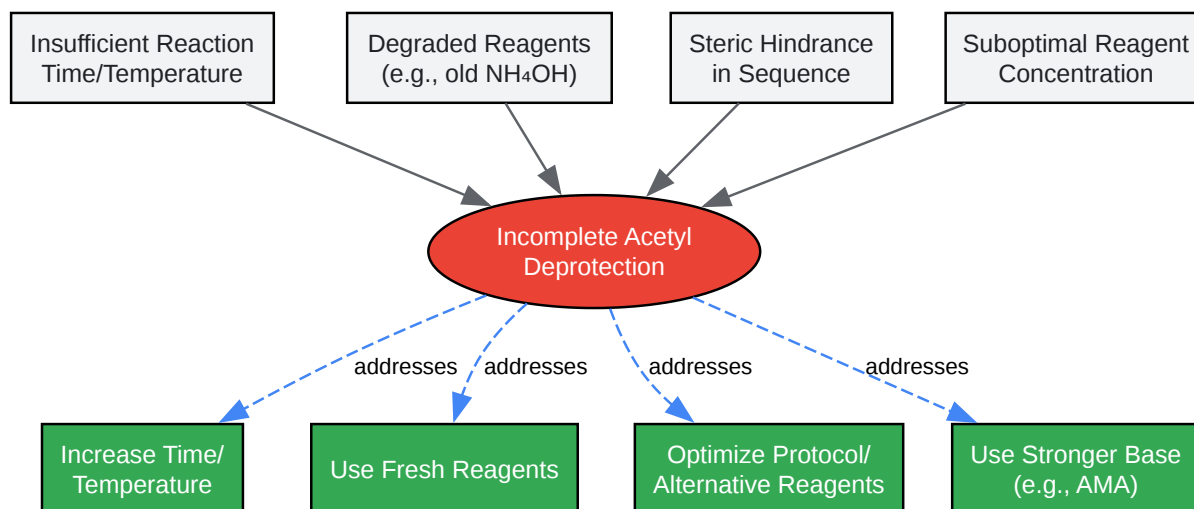 Insufficient Reaction
Time/Temperature
Degraded Reagents
(e.g., old NH₄OH)
Steric Hindrance
in Sequence
Suboptimal Reagent
Concentration
Incomplete Acetyl
Deprotection
addresses
addresses
addresses
addresses
Increase Time/
Temperature
Use Fresh Reagents
Optimize Protocol/
Alternative Reagents
Use Stronger Base
(e.g., AMA)